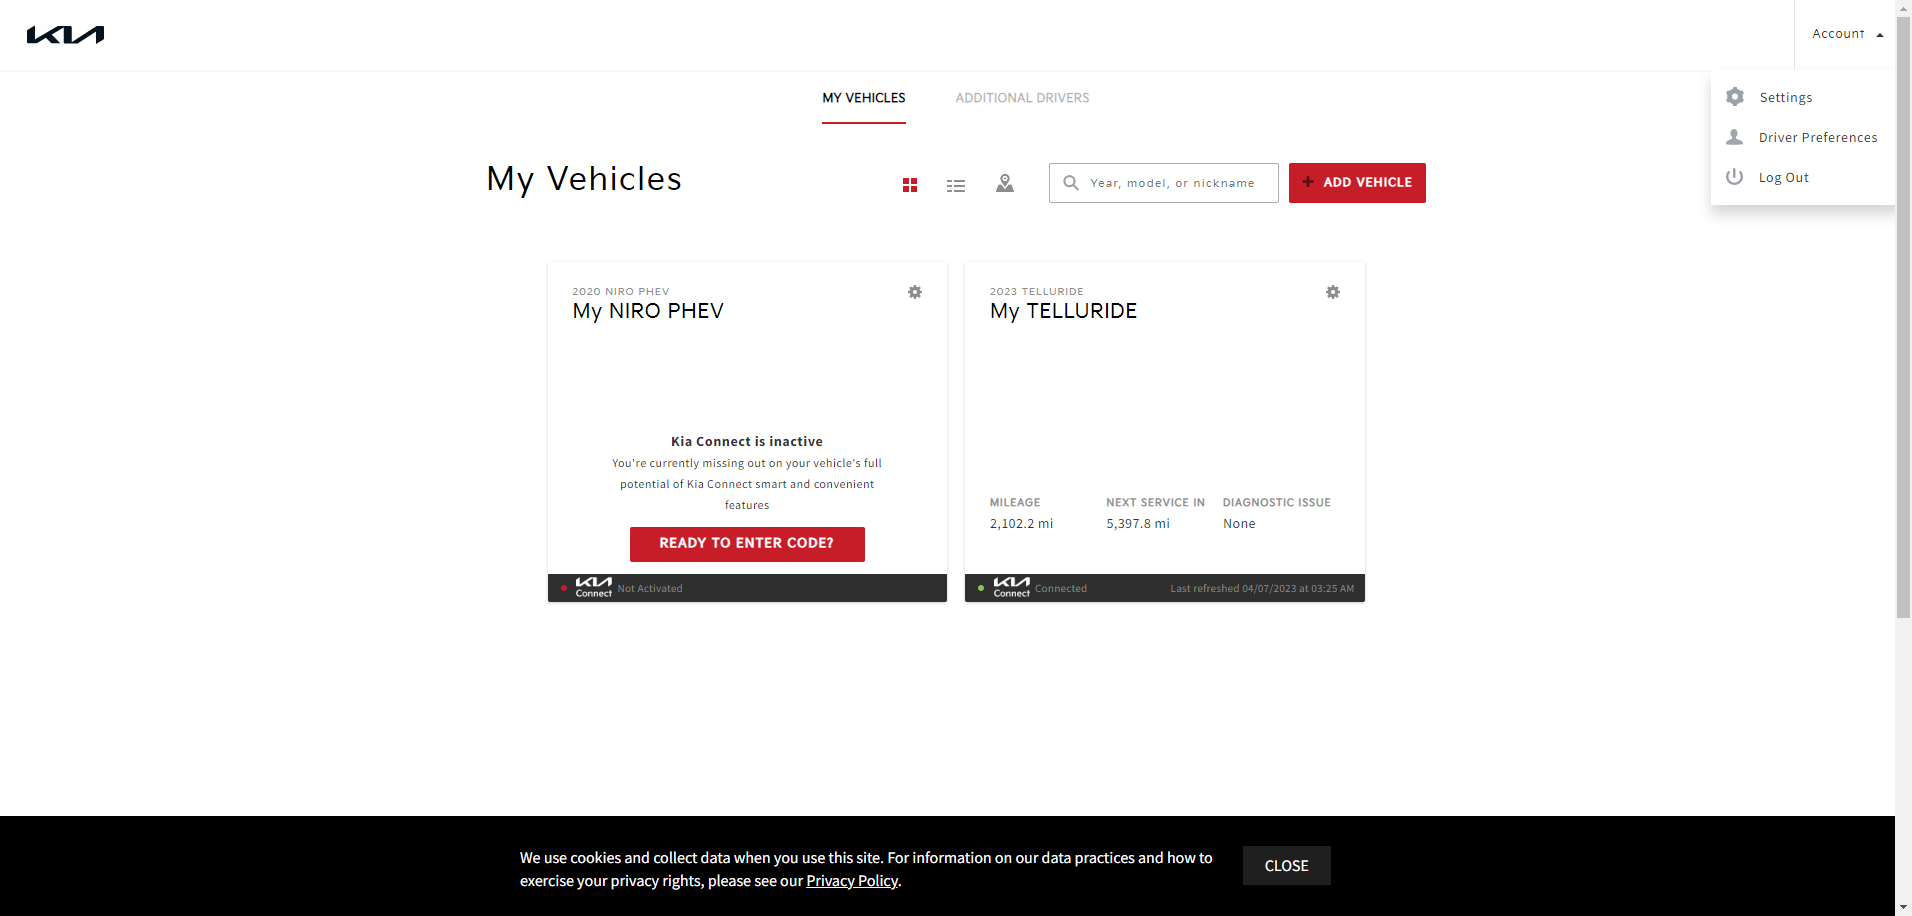 KIA
Account
Settings
Driver Preferences
Log Out
MY VEHICLES
ADDITIONAL DRIVERS
My Vehicles
Year, model, or nickname
+ ADD VEHICLE
2020 NIRO PHEV
My NIRO PHEV
Kia Connect is inactive
You're currently missing out on your vehicle's full
potential of Kia Connect smart and convenient
features
READY TO ENTER CODE?
KIA
Connect
Not Activated
2023 TELLURIDE
My TELLURIDE
MILEAGE
2,102.2 mi
NEXT SERVICE IN
5,397.8 mi
DIAGNOSTIC ISSUE
None
KIA
Connect
Connected
Last refreshed 04/07/2023 at 03:25 AM
We use cookies and collect data when you use this site. For information on our data practices and how to
exercise your privacy rights, please see our Privacy Policy.
CLOSE